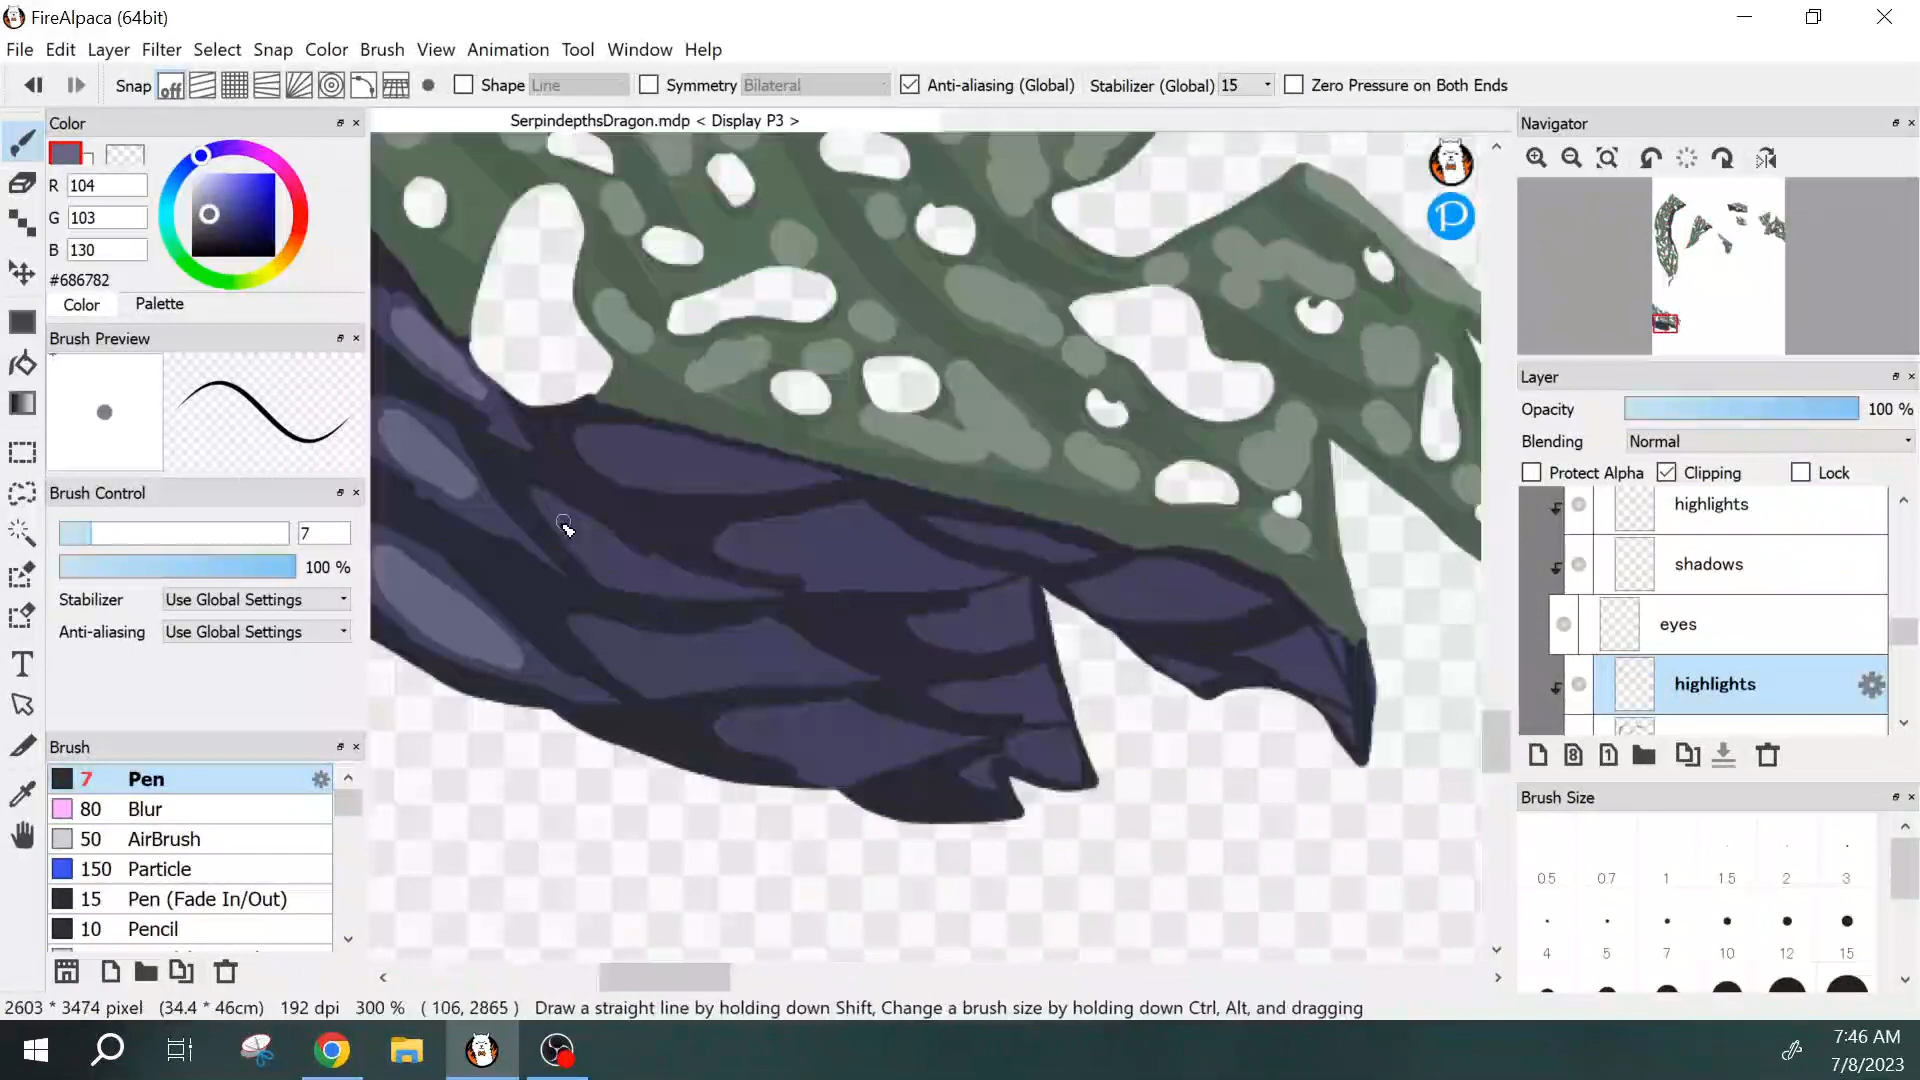 FireAlpaca (64bit)
File Edit Layer Filter Select Snap Color Brush View Animation Tool Window Help
Snap off Shape Line Symmetry Bilateral Anti-aliasing (Global) Stabilizer (Global) 15 Zero Pressure on Both Ends
Color
SerpindepthsDragon.mdp < Display P3 >
Navigator
R 104
G 103
B 130
#686782
Color Palette
Brush Preview
Layer
Opacity 100 %
Blending Normal
Protect Alpha Clipping Lock
highlights
shadows
eyes
highlights
Brush Control
7
100 %
Stabilizer Use Global Settings
Anti-aliasing Use Global Settings
Brush
7 Pen
80 Blur
50 AirBrush
150 Particle
15 Pen (Fade In/Out)
10 Pencil
8 1
Brush Size
0.5 0.7 1 1.5 2 3
4 5 7 10 12 15
2603 * 3474 pixel (34.4 * 46cm) 192 dpi 300 % ( 106, 2865 ) Draw a straight line by holding down Shift, Change a brush size by holding down Ctrl, Alt, and dragging
7:46 AM
7/8/2023